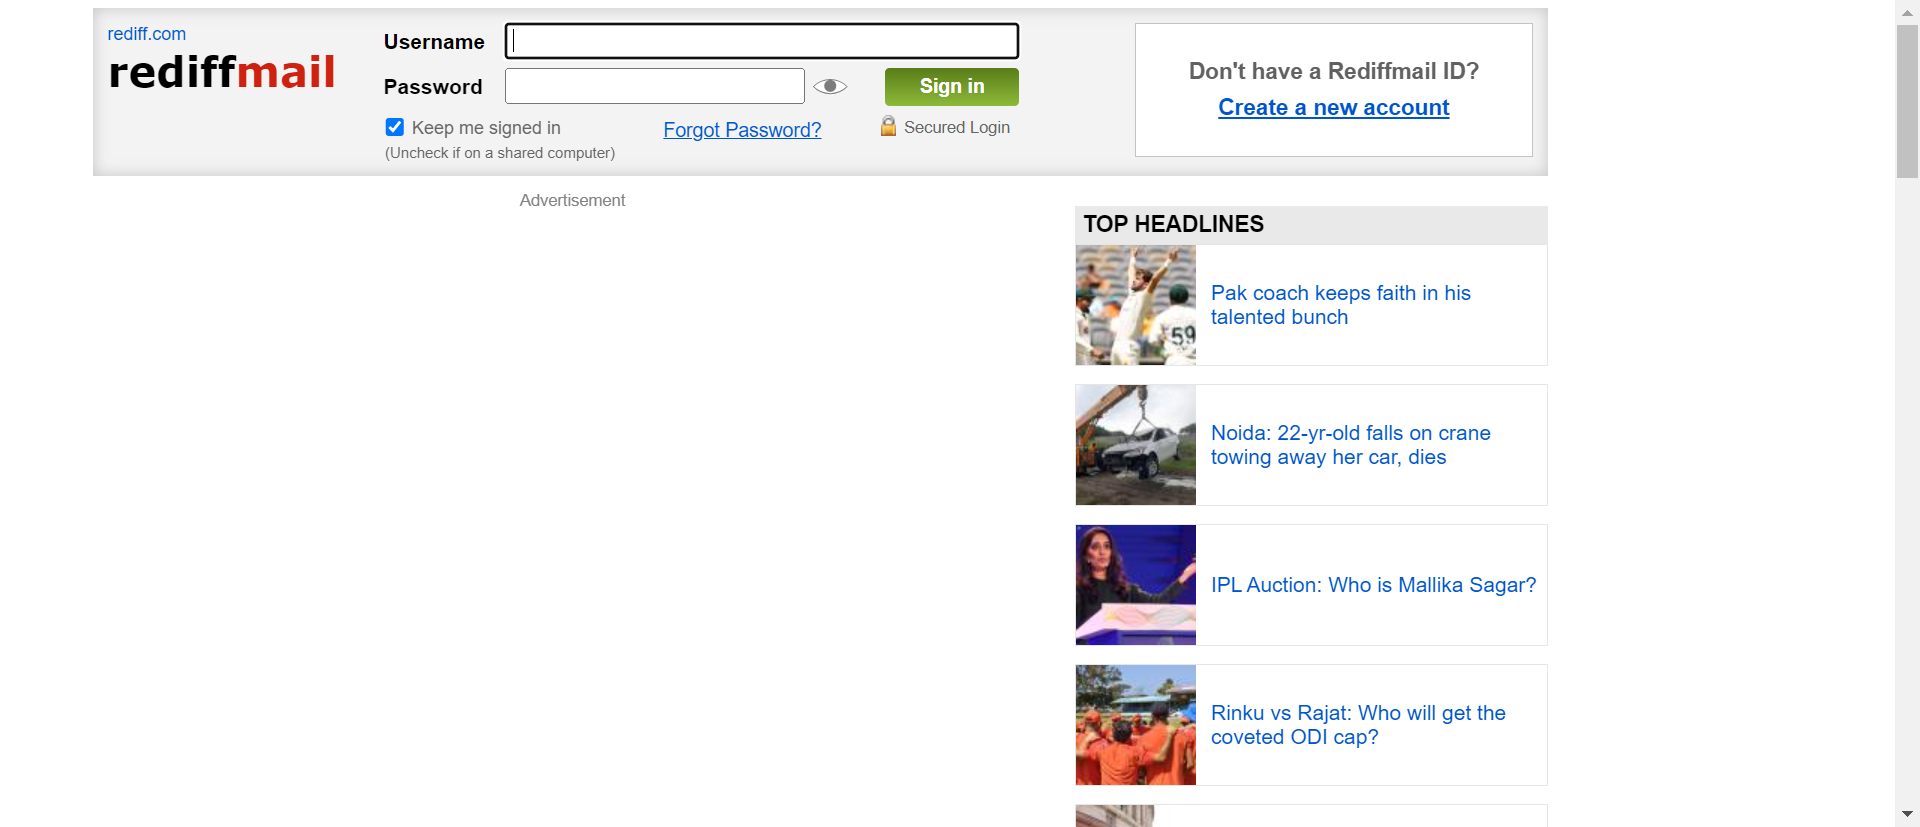 rediff.com
rediffmail
Username
Password
Sign in
Keep me signed in
(Uncheck if on a shared computer)
Forgot Password?
Secured Login
Don't have a Rediffmail ID?
Create a new account
Advertisement
TOP HEADLINES
59
Pak coach keeps faith in his
talented bunch
Noida: 22-yr-old falls on crane
towing away her car, dies
IPL Auction: Who is Mallika Sagar?
Rinku vs Rajat: Who will get the
coveted ODI cap?